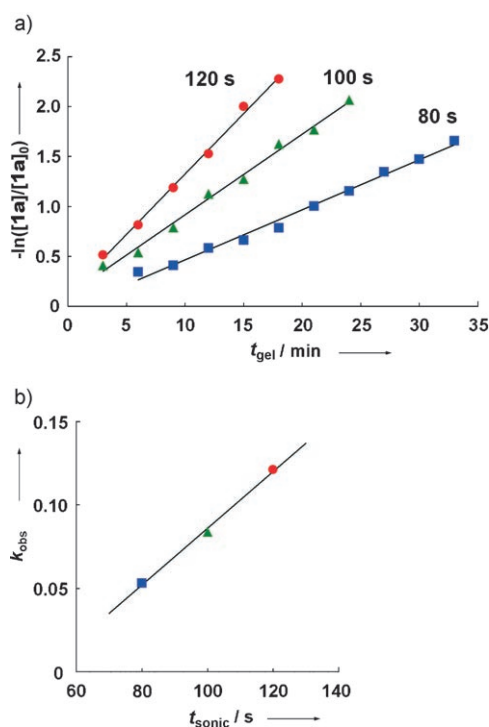 a)
-ln([1a]/[1a]0)
2.5
2.0
1.5
1.0
0.5
0
120 s
100 s
80 s
0 5 10 15 20 25 30 35
tgel / min
b)
kobs
0.15
0.10
0.05
0
60 80 100 120 140
tsonic / s